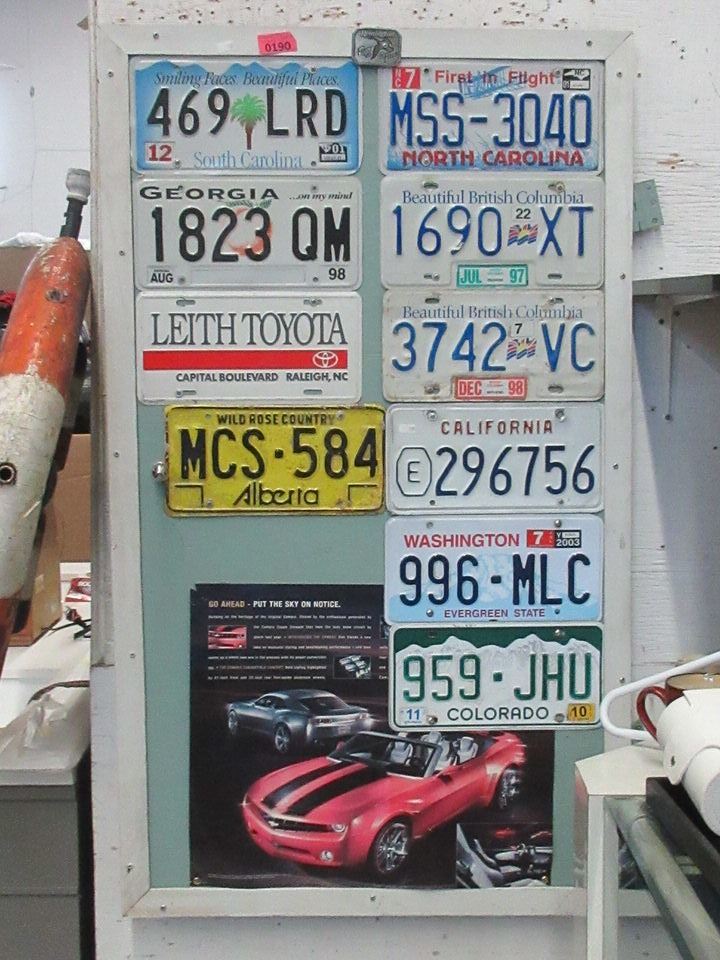 0190
Smiling Faces. Beautiful Places.
469 LRD
12 South Carolina 01
NC 7 First in Flight NC
MSS-3040
NORTH CAROLINA
GEORGIA ...on my mind
1823 QM
AUG 98
Beautiful British Columbia
22
1690 XT
JUL 97
LEITH TOYOTA
CAPITAL BOULEVARD RALEIGH, NC
Beautiful British Columbia
7
3742 VC
DEC 98
WILD ROSE COUNTRY
MCS·584
Alberta
CALIFORNIA
E 296756
WASHINGTON 7 2003
996·MLC
EVERGREEN STATE
959·JHU
11 COLORADO 10
GO AHEAD - PUT THE SKY ON NOTICE.